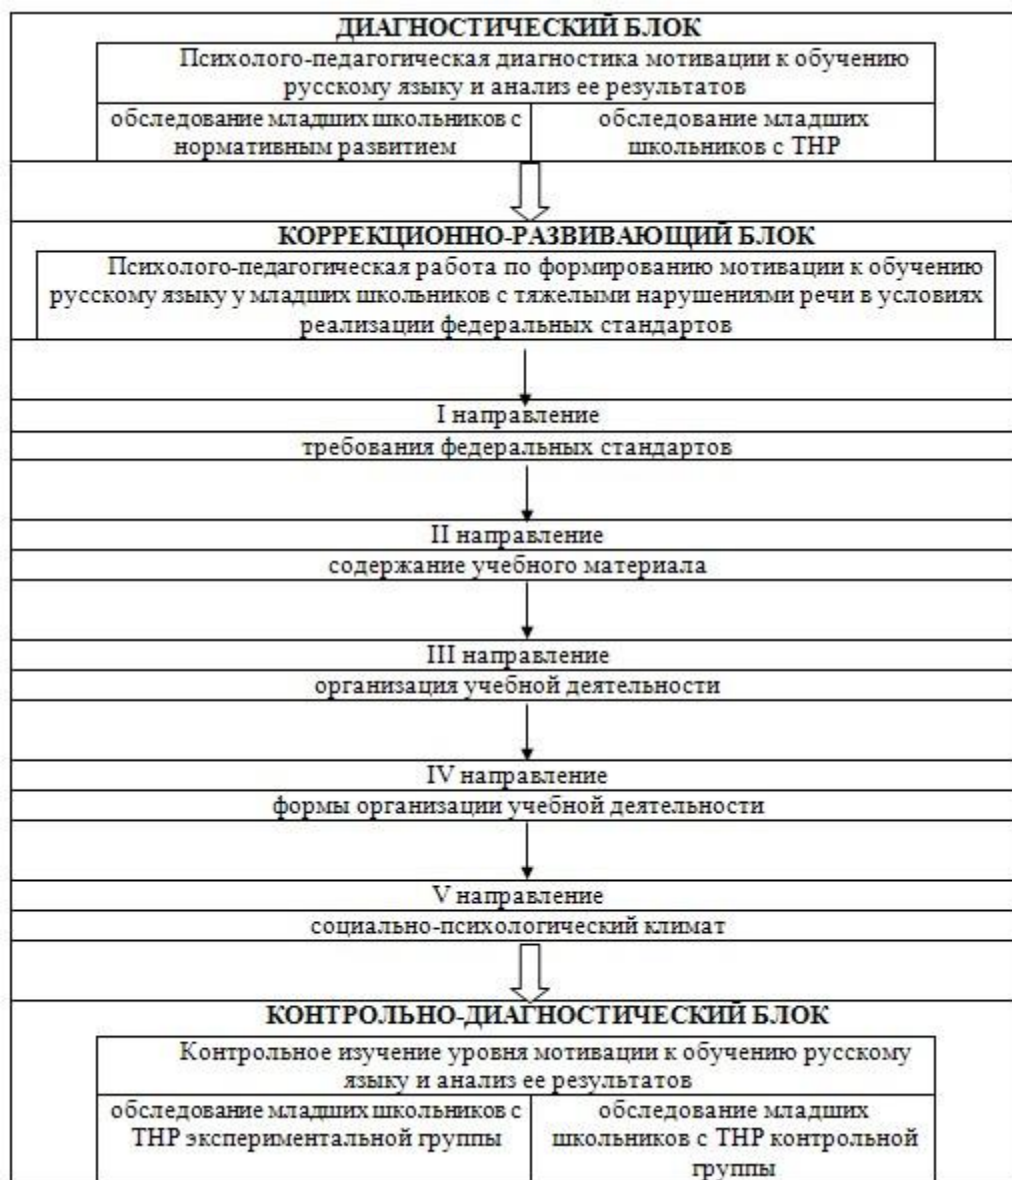 ДИАГНОСТИЧЕСКИЙ БЛОК
Психолого-педагогическая диагностика мотивации к обучению
русскому языку и анализ ее результатов
обследование младших школьников с
нормативным развитием
обследование младших
школьников с ТНР
КОРРЕКЦИОННО-РАЗВИВАЮЩИЙ БЛОК
Психолого-педагогическая работа по формированию мотивации к обучению
русскому языку у младших школьников с тяжелыми нарушениями речи в условиях
реализации федеральных стандартов
I направление
требования федеральных стандартов
II направление
содержание учебного материала
III направление
организация учебной деятельности
IV направление
формы организации учебной деятельности
V направление
социально-психологический климат
КОНТРОЛЬНО-ДИАГНОСТИЧЕСКИЙ БЛОК
Контрольное изучение уровня мотивации к обучению русскому
языку и анализ ее результатов
обследование младших школьников с
ТНР экспериментальной группы
обследование младших
школьников с ТНР контрольной
группы